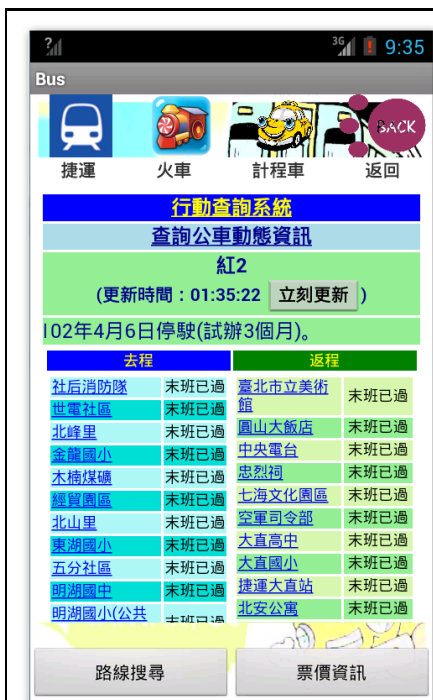 ?
3G
9:35
Bus
BACK
捷運 火車 計程車 返回
行動查詢系統
查詢公車動態資訊
紅2
(更新時間：01:35:22 立刻更新 )
102年4月6日停駛(試辦3個月)。
去程
社后消防隊 末班已過
世電社區 末班已過
北峰里 末班已過
金龍國小 末班已過
木楠煤礦 末班已過
經貿園區 末班已過
北山里 末班已過
東湖國小 末班已過
五分社區 末班已過
明湖國中 末班已過
明湖國小(公共 末班已過
返程
臺北市立美術
館 末班已過
圓山大飯店 末班已過
中央電台 末班已過
忠烈祠 末班已過
七海文化園區 末班已過
空軍司令部 末班已過
大直高中 末班已過
大直國小 末班已過
捷運大直站 末班已過
北安公寓 末班已過
路線搜尋 票價資訊